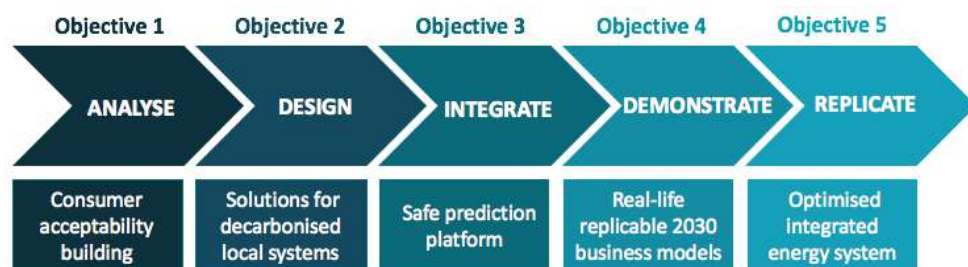 Objective 1 Objective 2 Objective 3 Objective 4 Objective 5
ANALYSE DESIGN INTEGRATE DEMONSTRATE REPLICATE
Consumer
acceptability
building
Solutions for
decarbonised
local systems
Safe prediction
platform
Real-life
replicable 2030
business models
Optimised
integrated
energy system